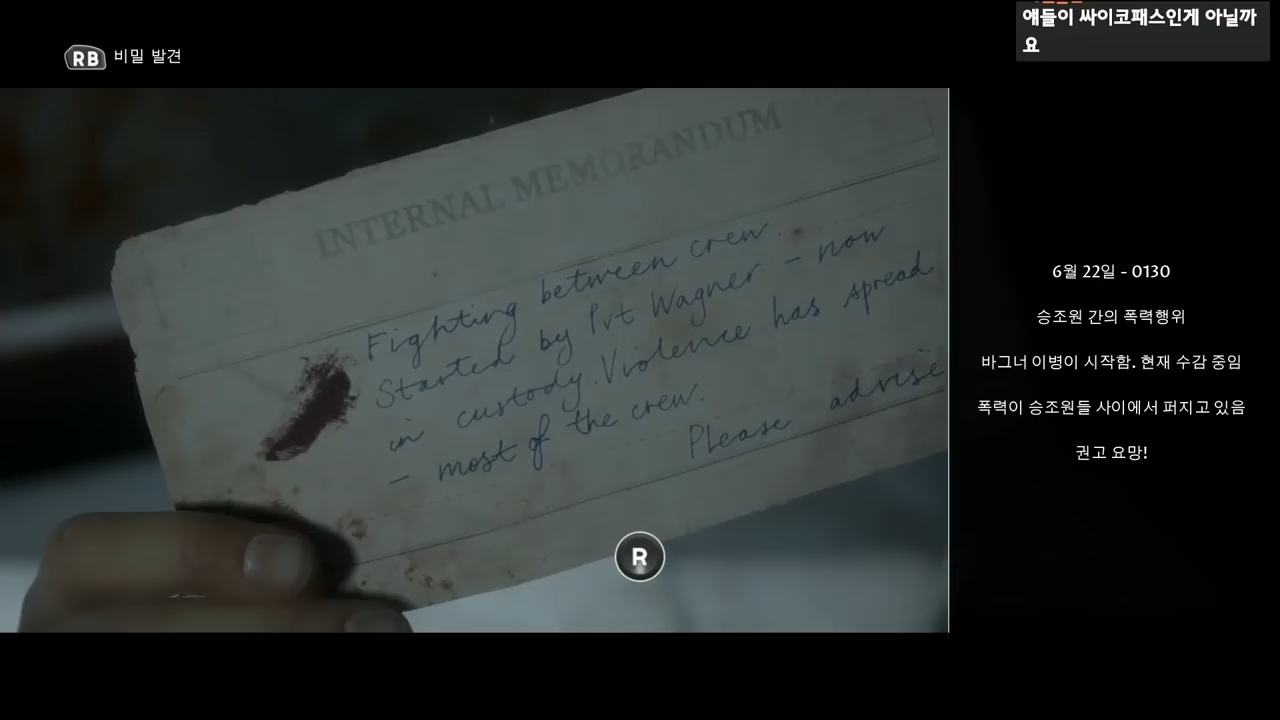 얘들이 싸이코패스인게 아닐까
요
RB 비밀 발견
INTERNAL MEMORANDUM
Fighting between crew.
Started by Pvt Wagner - now
in custody. Violence has spread
- most of the crew.
Please advise
R
6월 22일 - 0130
승조원 간의 폭력행위
바그너 이병이 시작함. 현재 수감 중임
폭력이 승조원들 사이에서 퍼지고 있음
권고 요망!